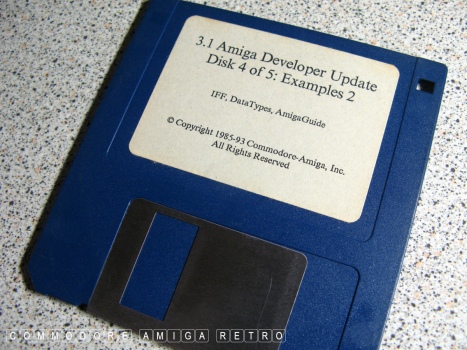 3.1 Amiga Developer Update
Disk 4 of 5: Examples 2
IFF, DataTypes, AmigaGuide
© Copyright 1985-93 Commodore-Amiga, Inc.
All Rights Reserved
COMMODORE AMIGA RETRO